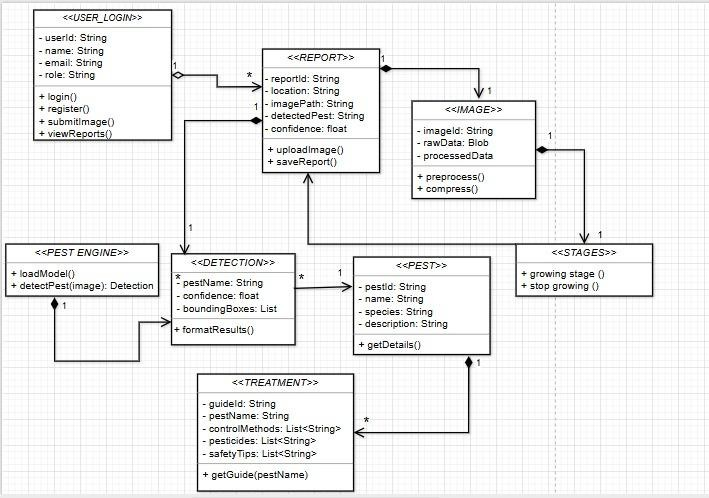 <<USER_LOGIN>>
- userId: String
- name: String
- email: String
- role: String
+ login()
+ register()
+ submitImage()
+ viewReports()
1
*
<<REPORT>>
- reportId: String
- location: String
- imagePath: String
- detectedPest: String
- confidence: float
+ uploadImage()
+ saveReport()
1
1
<<IMAGE>>
- imageId: String
- rawData: Blob
- processedData
+ preprocess()
+ compress()
1
1
1
1
<<STAGES>>
+ growing stage ()
+ stop growing ()
<<PEST ENGINE>>
+ loadModel()
+ detectPest(image): Detection
1
*
<<DETECTION>>
- pestName: String
- confidence: float
- boundingBoxes: List
+ formatResults()
*
1
<<PEST>>
- pestId: String
- name: String
- species: String
- description: String
+ getDetails()
1
*
<<TREATMENT>>
- guideId: String
- pestName: String
- controlMethods: List<String>
- pesticides: List<String>
- safetyTips: List<String>
+ getGuide(pestName)